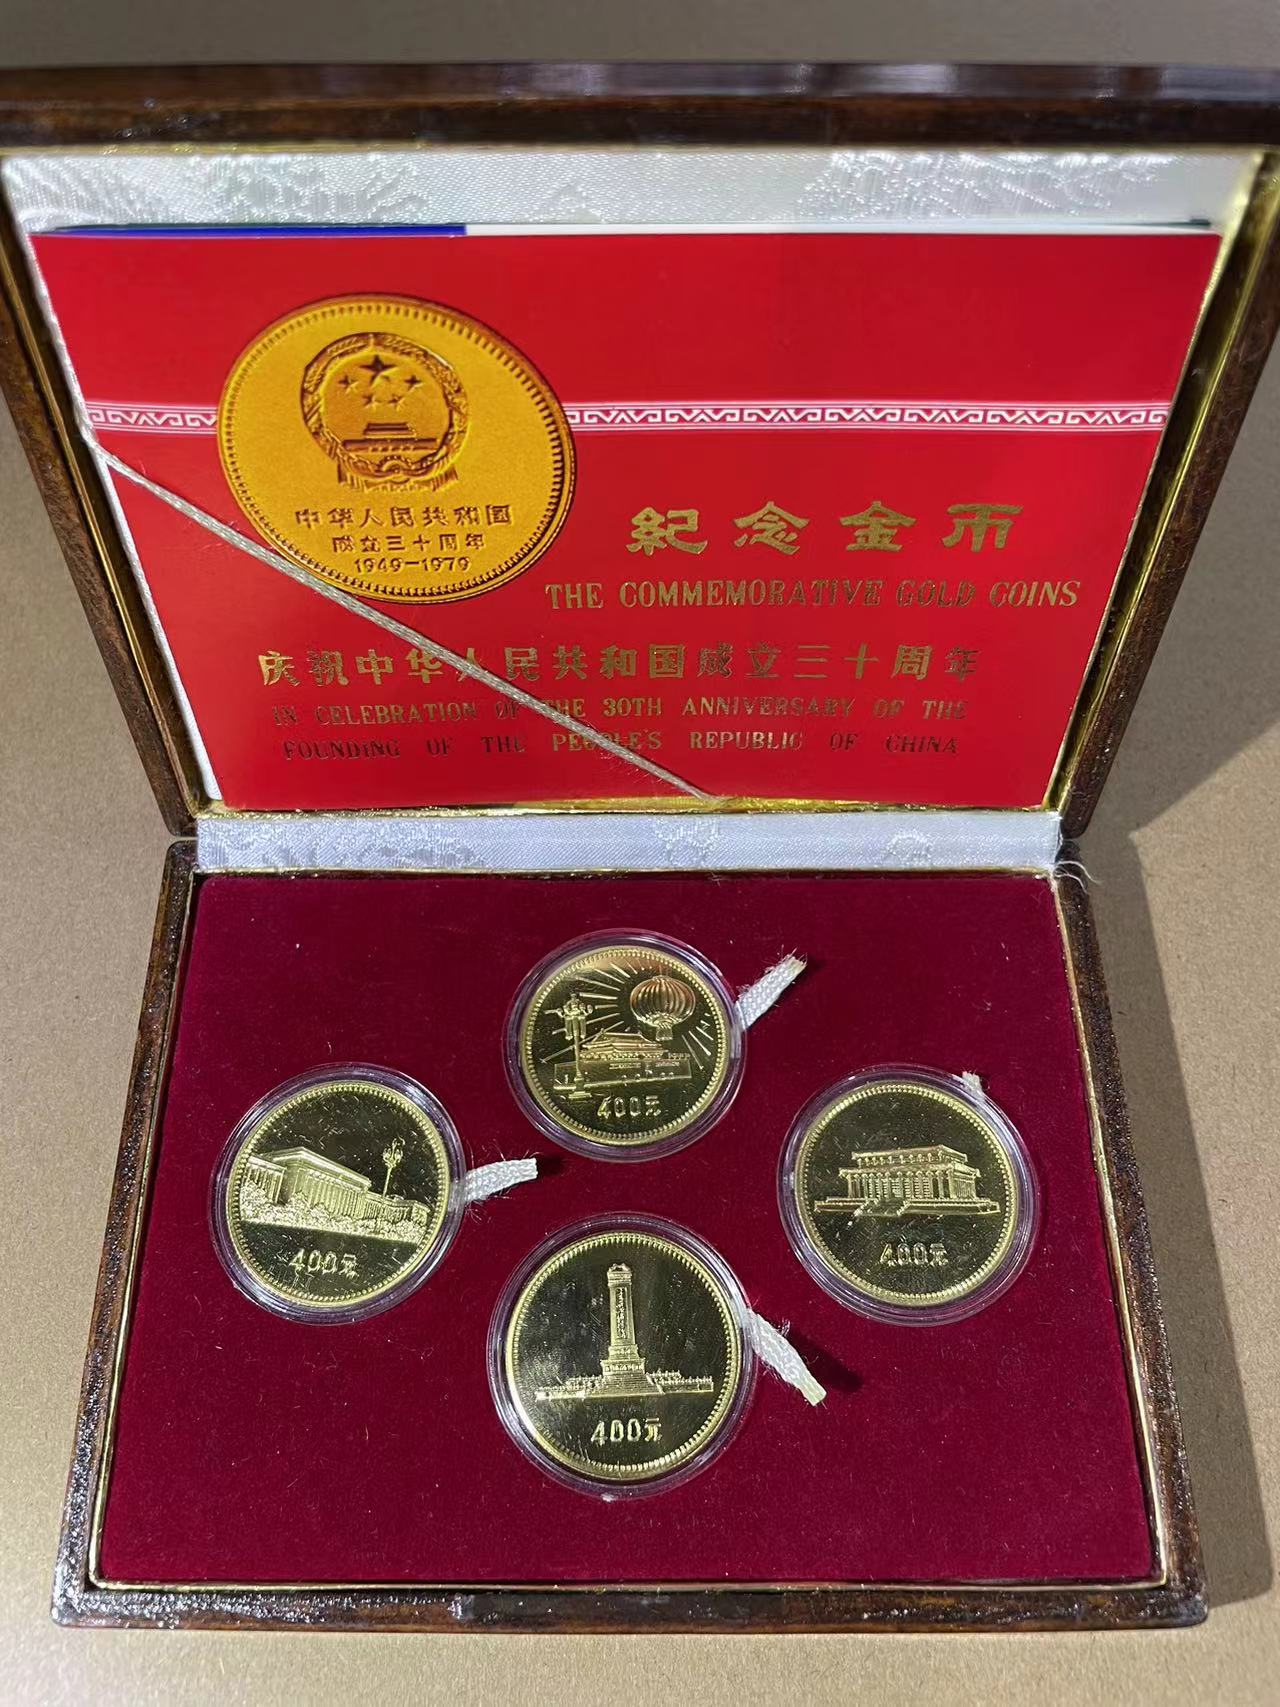 中华人民共和国
成立三十周年
1949-1979
紀念金币
THE COMMEMORATIVE GOLD COINS
庆祝中华人民共和国成立三十周年
IN CELEBRATION OF THE 30TH ANNIVERSARY OF THE
FOUNDING OF THE PEOPLE'S REPUBLIC OF CHINA
400元
400元
400元
400元